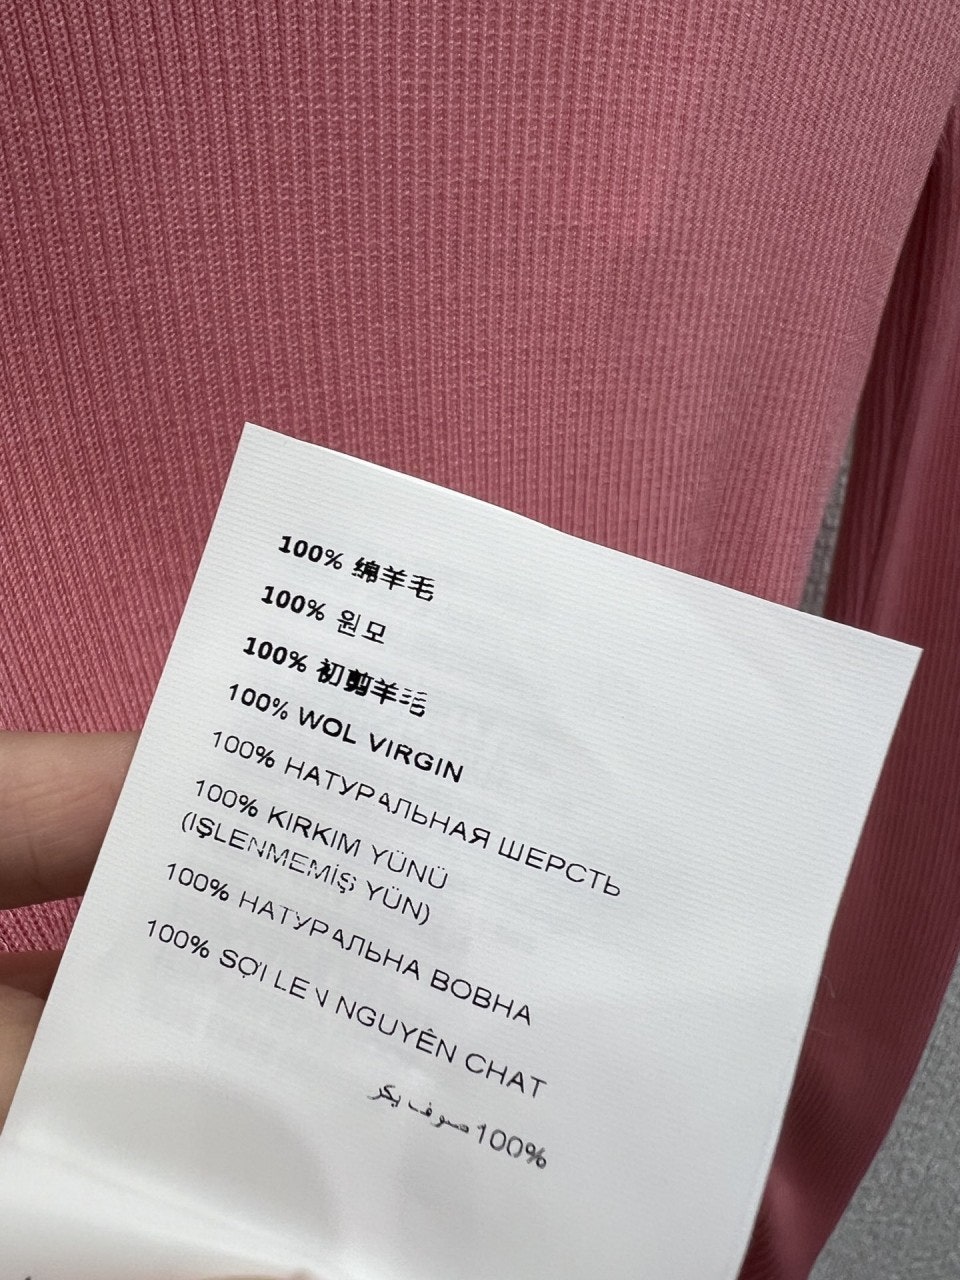 100% 绵羊毛
100% 원모
100% 初剪羊毛
100% WOL VIRGIN
100% НАТУРАЛЬНАЯ ШЕРСТЬ
100% KIRKIM YÜNÜ
(IŞLENMEMİŞ YÜN)
100% НАТУРАЛЬНА ВОВНА
100% SỢI LEN NGUYÊN CHAT
100% صوف بكر